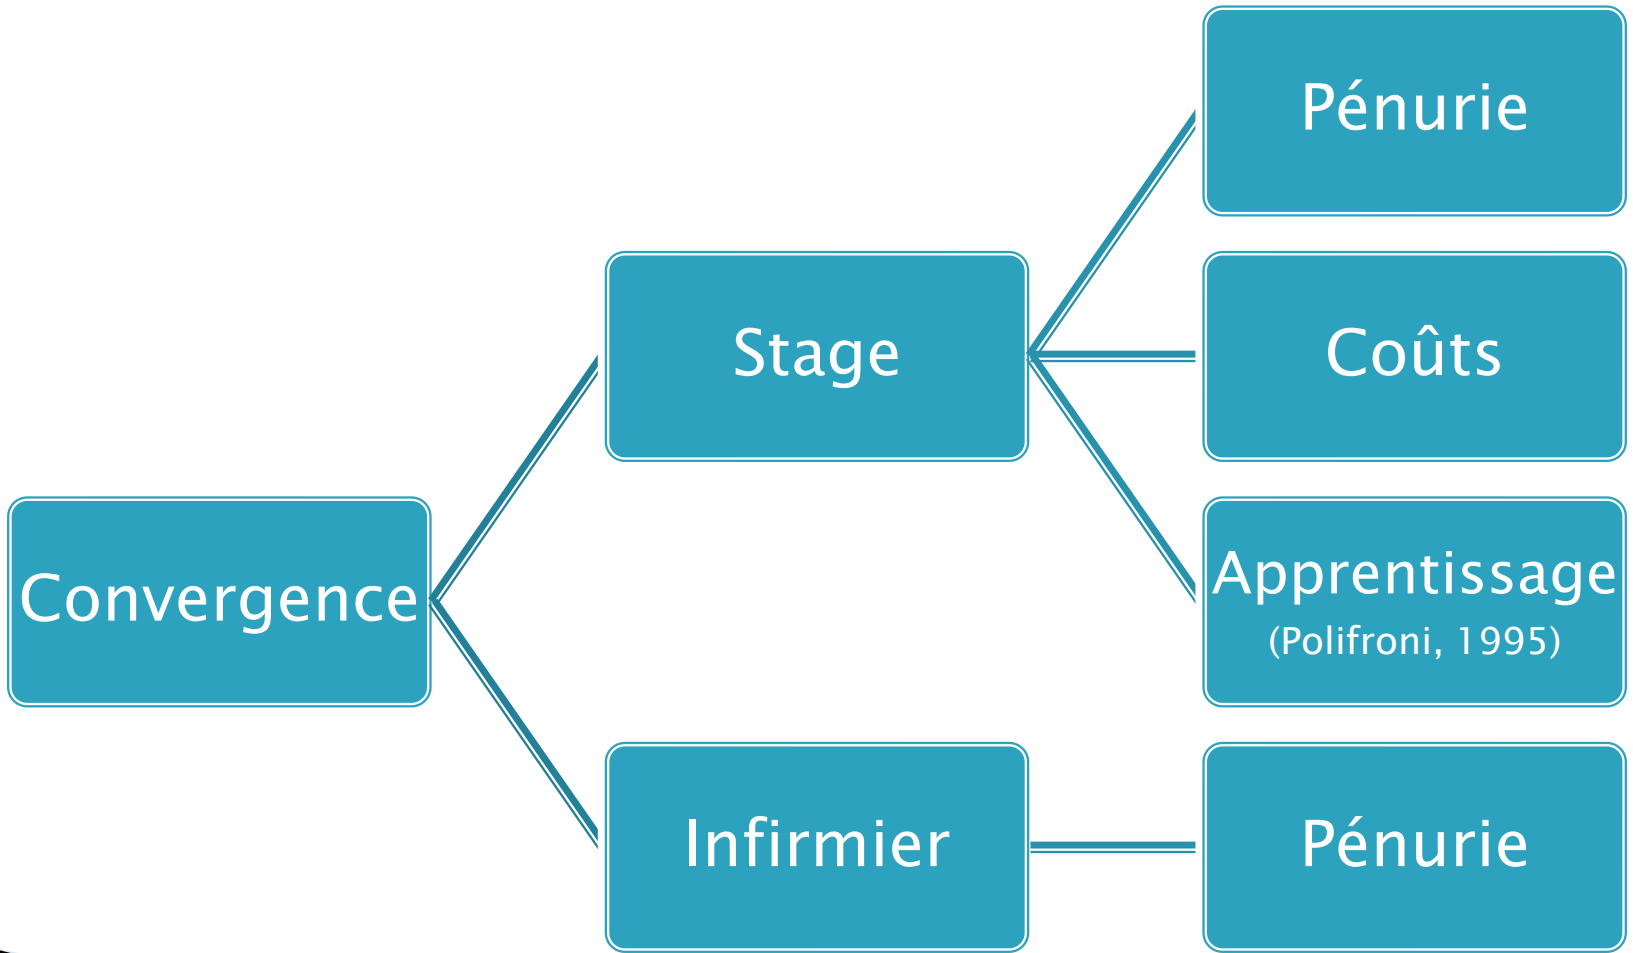 Convergence
Stage
Pénurie
Coûts
Apprentissage
(Polifroni, 1995)
Infirmier
Pénurie